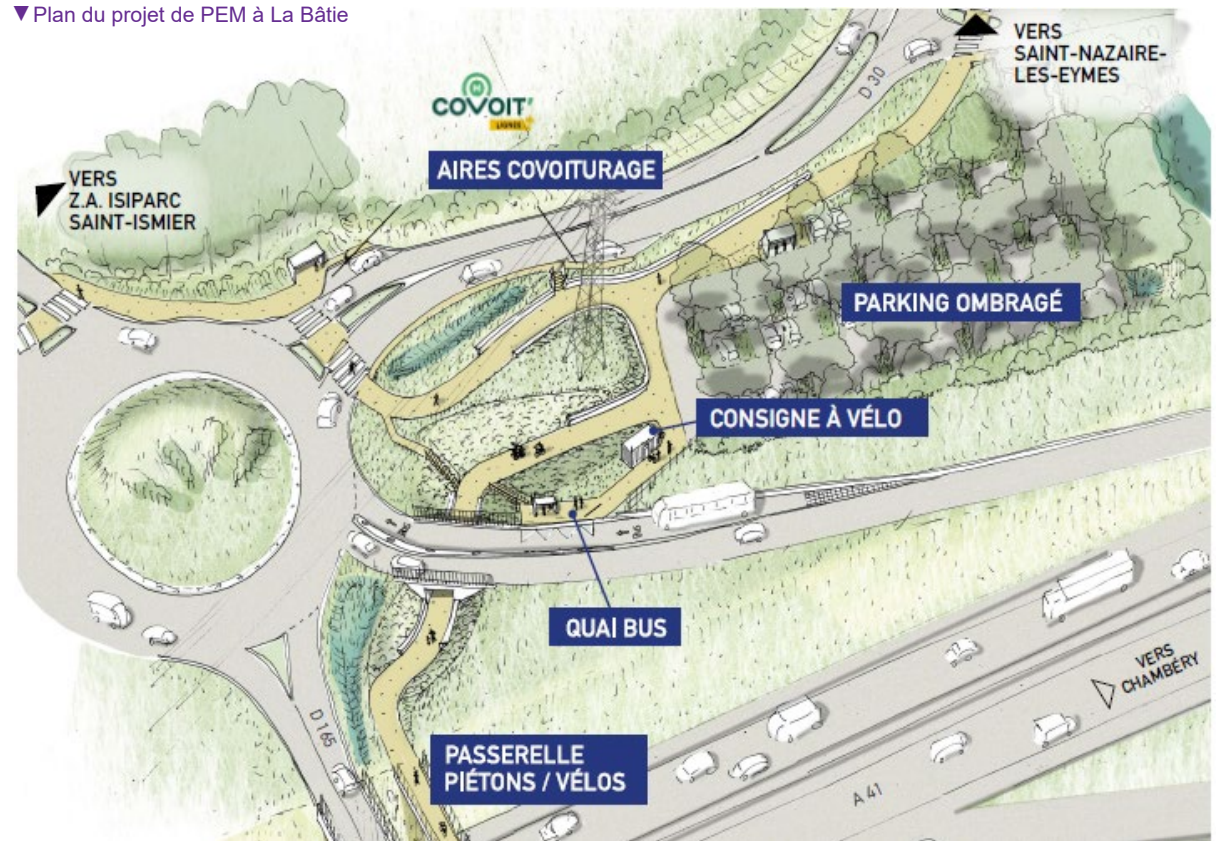 ▼Plan du projet de PEM à La Bâtie
VERS
SAINT-NAZAIRE-
LES-EYMES
D 30
COVOIT'
LIGNES
AIRES COVOITURAGE
VERS
Z.A. ISIPARC
SAINT-ISMIER
PARKING OMBRAGÉ
CONSIGNE À VÉLO
QUAI BUS
VERS
CHAMBÉRY
D 165
PASSERELLE
PIÉTONS / VÉLOS
A 41